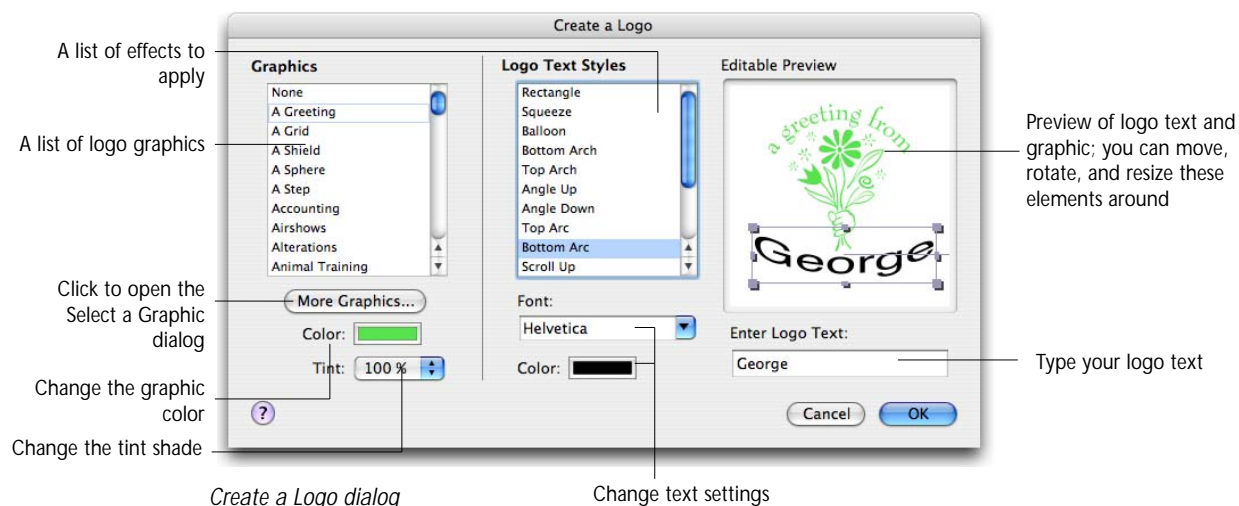 Create a Logo
A list of effects to
apply
A list of logo graphics
Click to open the
Select a Graphic
dialog
Change the graphic
color
Change the tint shade
Graphics
None
A Greeting
A Grid
A Shield
A Sphere
A Step
Accounting
Airshows
Alterations
Animal Training
More Graphics...
Color:
Tint: 100 %
?
Logo Text Styles
Rectangle
Squeeze
Balloon
Bottom Arch
Top Arch
Angle Up
Angle Down
Top Arc
Bottom Arc
Scroll Up
Font:
Helvetica
Color:
Editable Preview
a greeting from
George
Enter Logo Text:
George
Cancel
OK
Preview of logo text and
graphic; you can move,
rotate, and resize these
elements around
Type your logo text
Change text settings
Create a Logo dialog